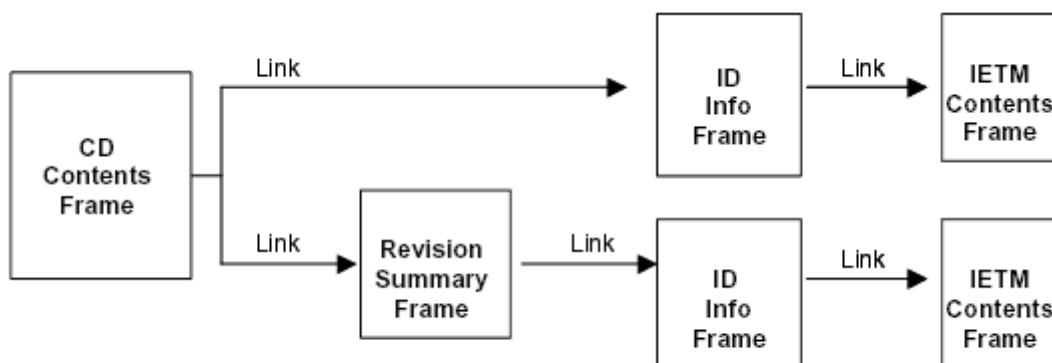 CD
Contents
Frame
Link
ID
Info
Frame
Link
IETM
Contents
Frame
Link
Revision
Summary
Frame
Link
ID
Info
Frame
Link
IETM
Contents
Frame